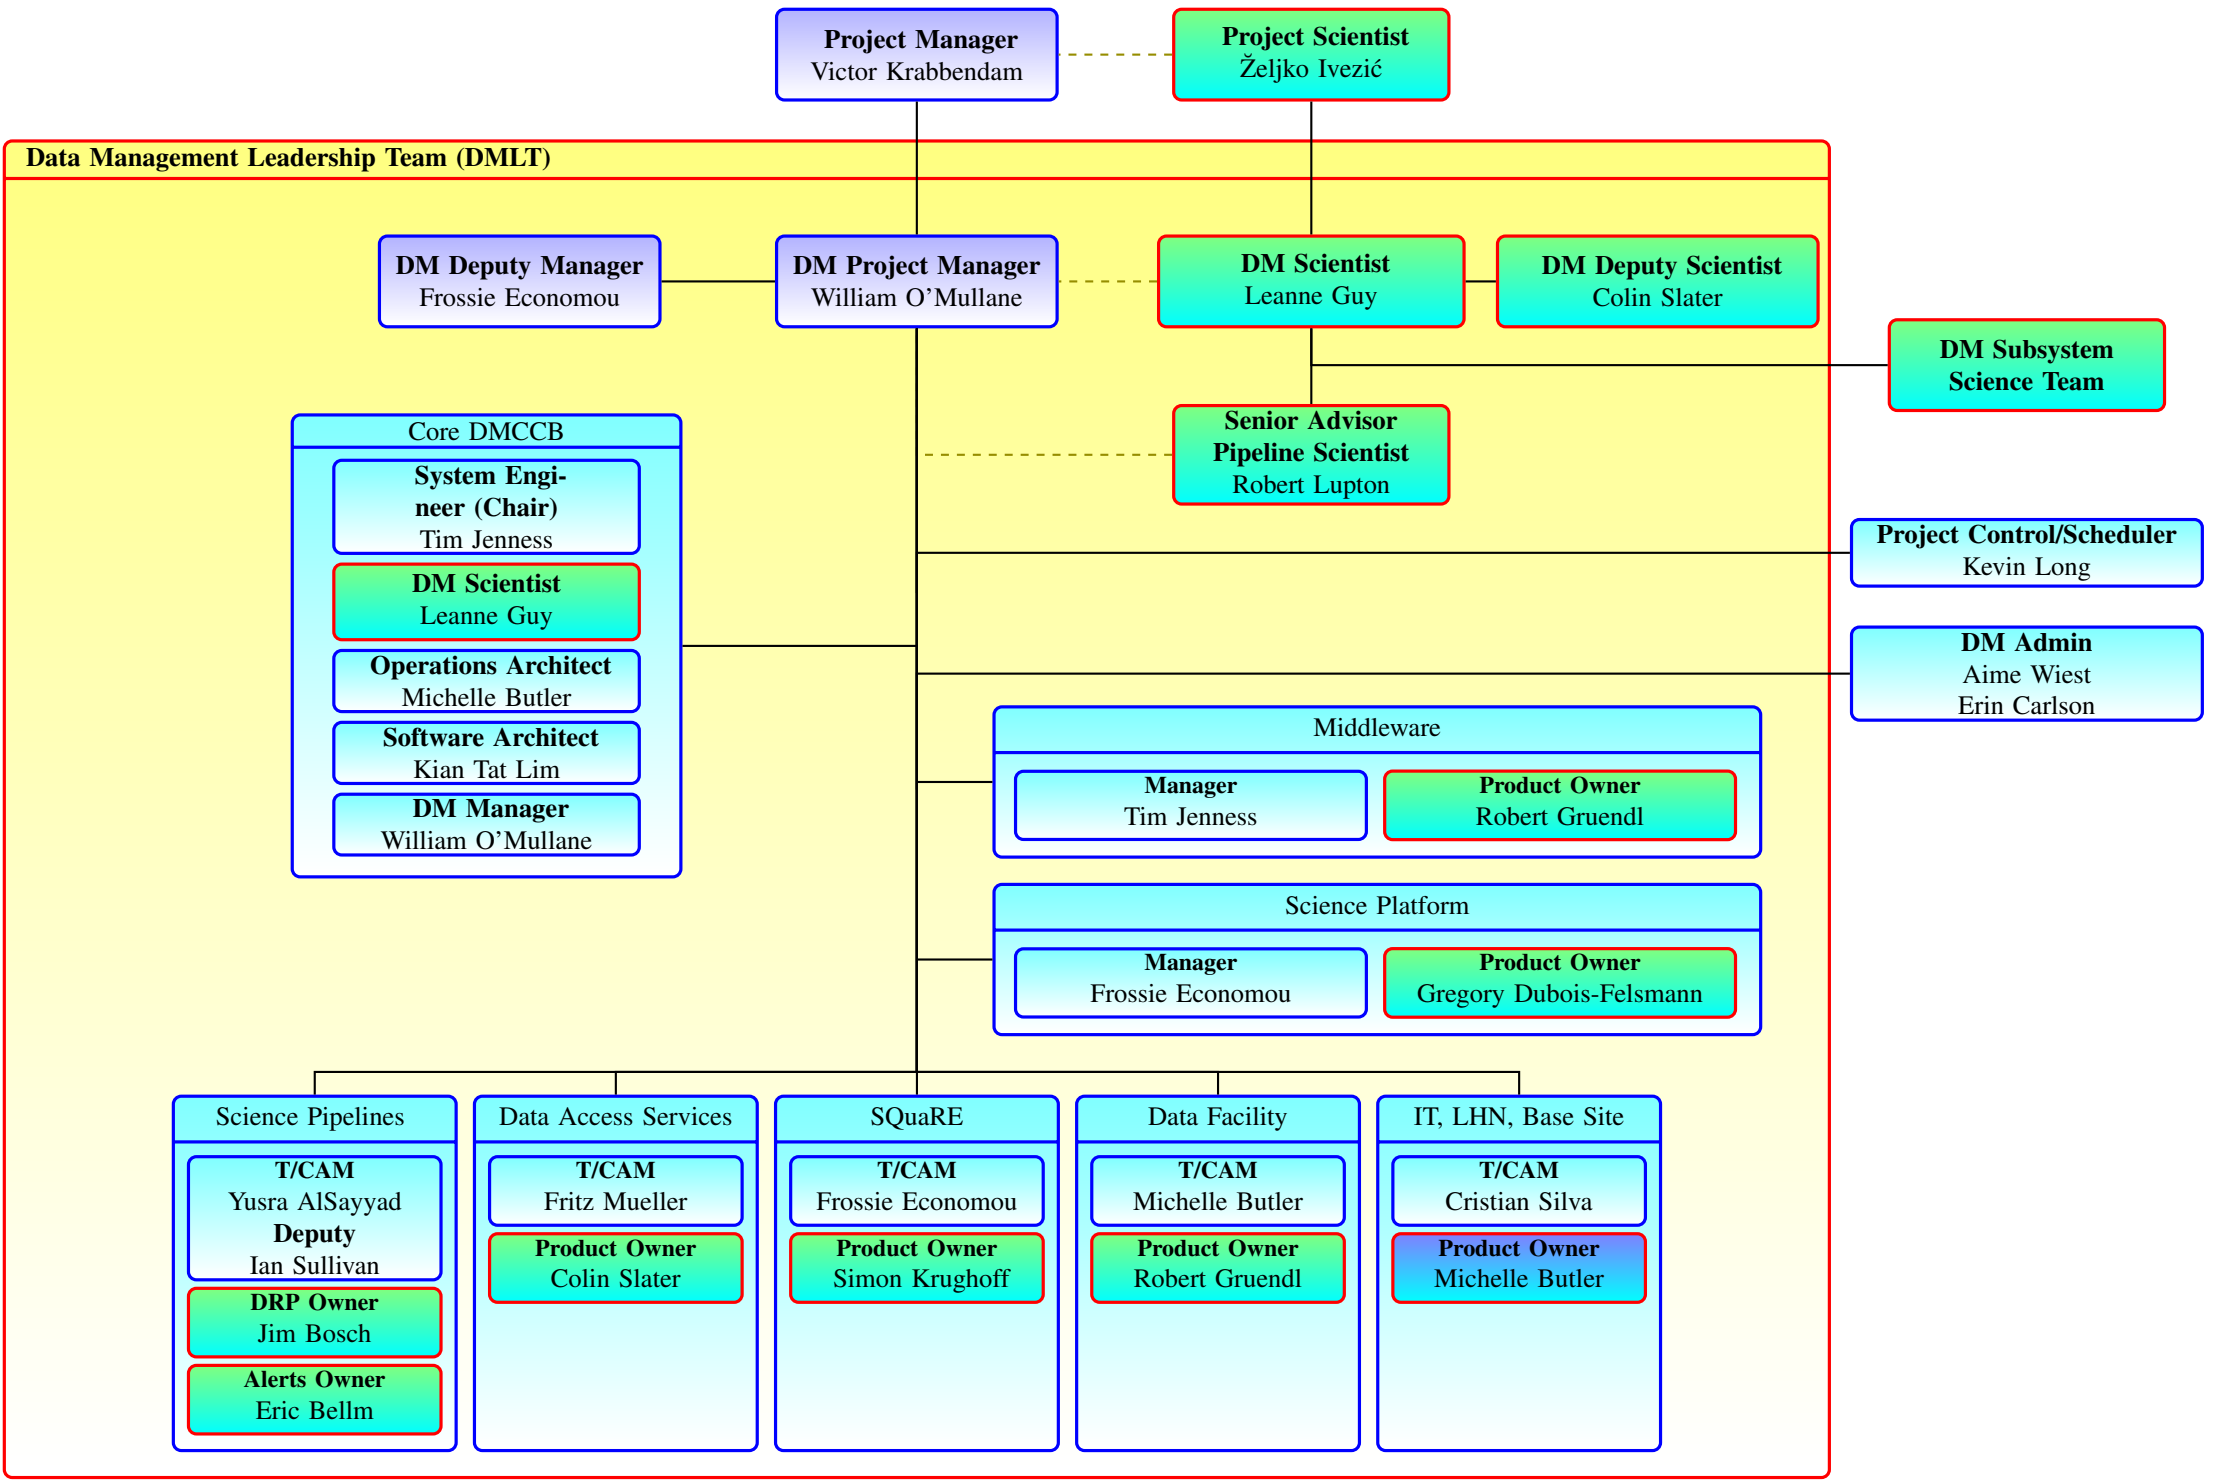 Project Manager
Victor Krabbendam
Project Scientist
Željko Ivezić
Data Management Leadership Team (DMLT)
DM Deputy Manager
Frossie Economou
DM Project Manager
William O’Mullane
DM Scientist
Leanne Guy
DM Deputy Scientist
Colin Slater
DM Subsystem
Science Team
Senior Advisor
Pipeline Scientist
Robert Lupton
Core DMCCB
System Engi-
neer (Chair)
Tim Jenness
DM Scientist
Leanne Guy
Operations Architect
Michelle Butler
Software Architect
Kian Tat Lim
DM Manager
William O’Mullane
Project Control/Scheduler
Kevin Long
DM Admin
Aime Wiest
Erin Carlson
Middleware
Manager
Tim Jenness
Product Owner
Robert Gruendl
Science Platform
Manager
Frossie Economou
Product Owner
Gregory Dubois-Felsmann
Science Pipelines
T/CAM
Yusra AlSayyad
Deputy
Ian Sullivan
DRP Owner
Jim Bosch
Alerts Owner
Eric Bellm
Data Access Services
T/CAM
Fritz Mueller
Product Owner
Colin Slater
SQuaRE
T/CAM
Frossie Economou
Product Owner
Simon Krughoff
Data Facility
T/CAM
Michelle Butler
Product Owner
Robert Gruendl
IT, LHN, Base Site
T/CAM
Cristian Silva
Product Owner
Michelle Butler